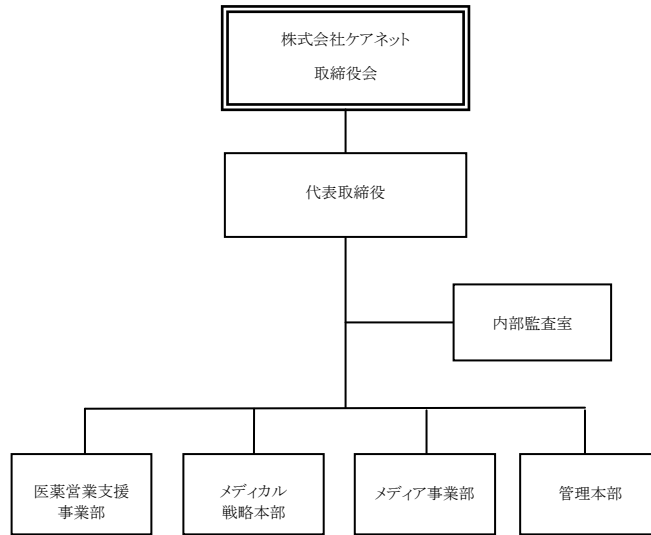 株式会社ケアネット
取締役会
代表取締役
内部監査室
医薬営業支援
事業部
メディカル
戦略本部
メディア事業部
管理本部